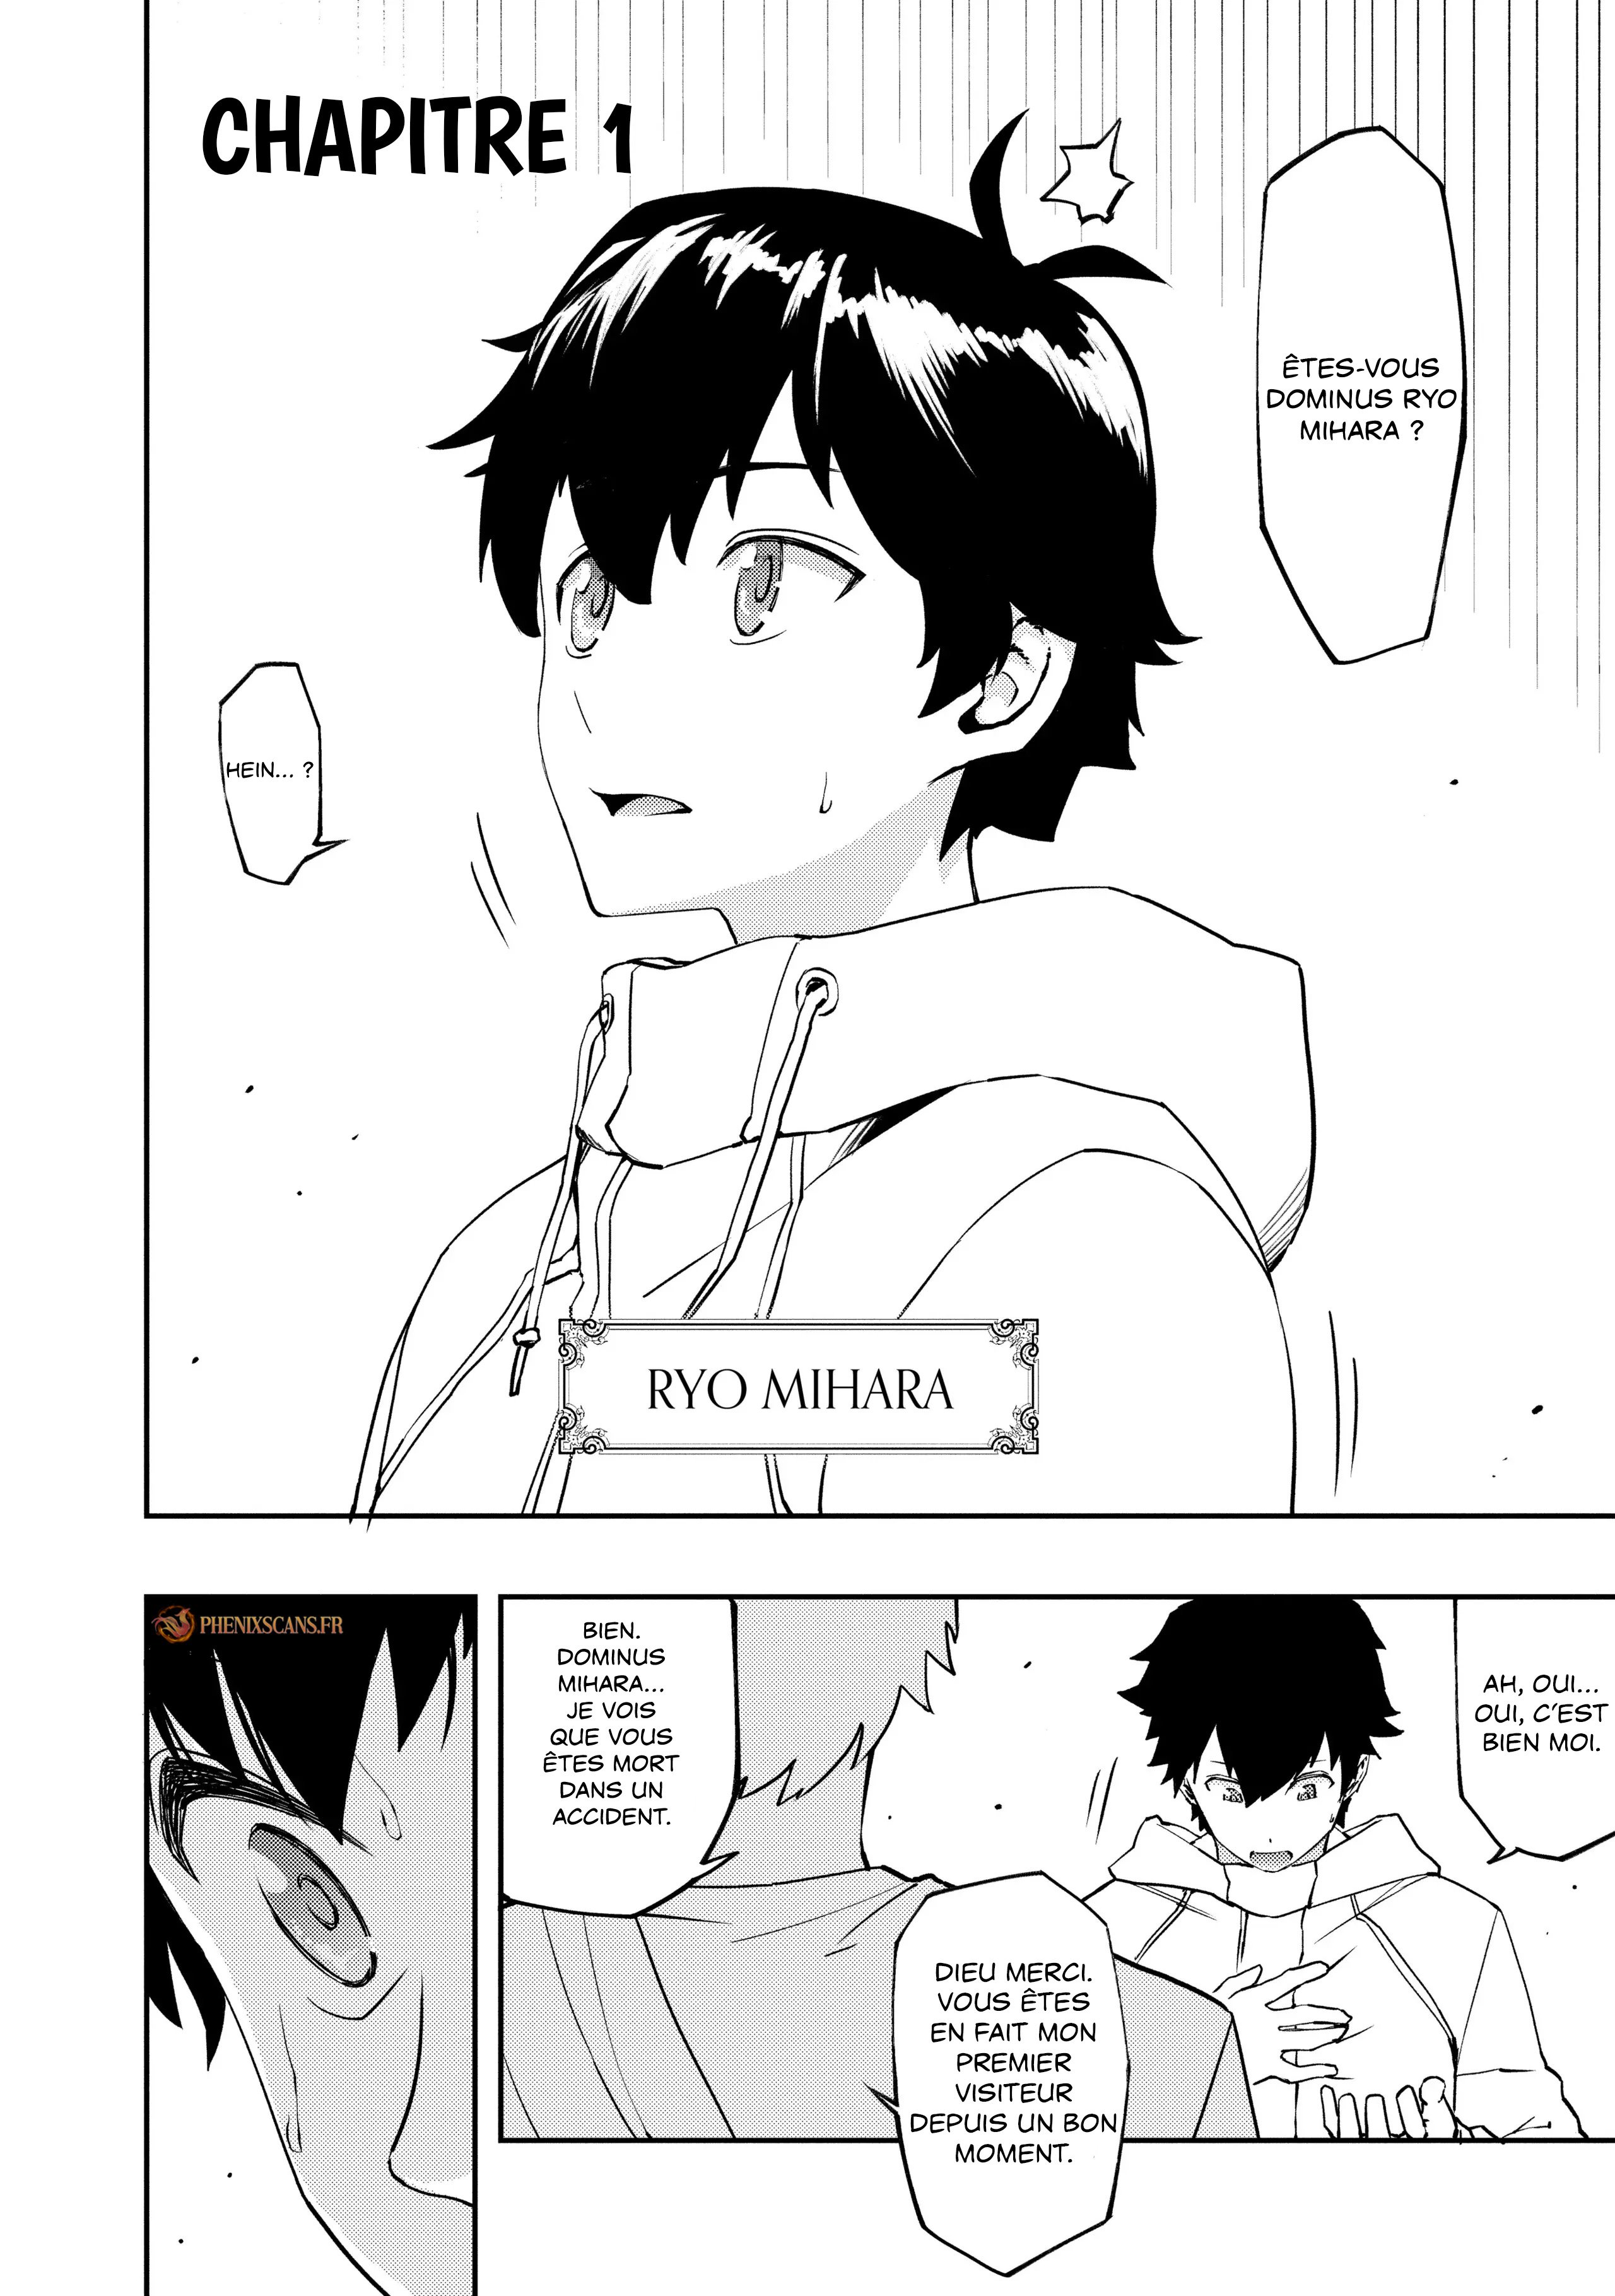 CHAPITRE 1
ÊTES-VOUS
DOMINUS RYO
MIHARA ?
HEIN... ?
RYO MIHARA
AH, OUI...
OUI, C'EST
BIEN MOI.
DIEU MERCI.
VOUS ÊTES
EN FAIT MON
PREMIER
VISITEUR
DEPUIS UN BON
MOMENT.
BIEN.
DOMINUS
MIHARA...
JE VOIS
QUE VOUS
ÊTES MORT
DANS UN
ACCIDENT.
PHENIXSCANS.FR